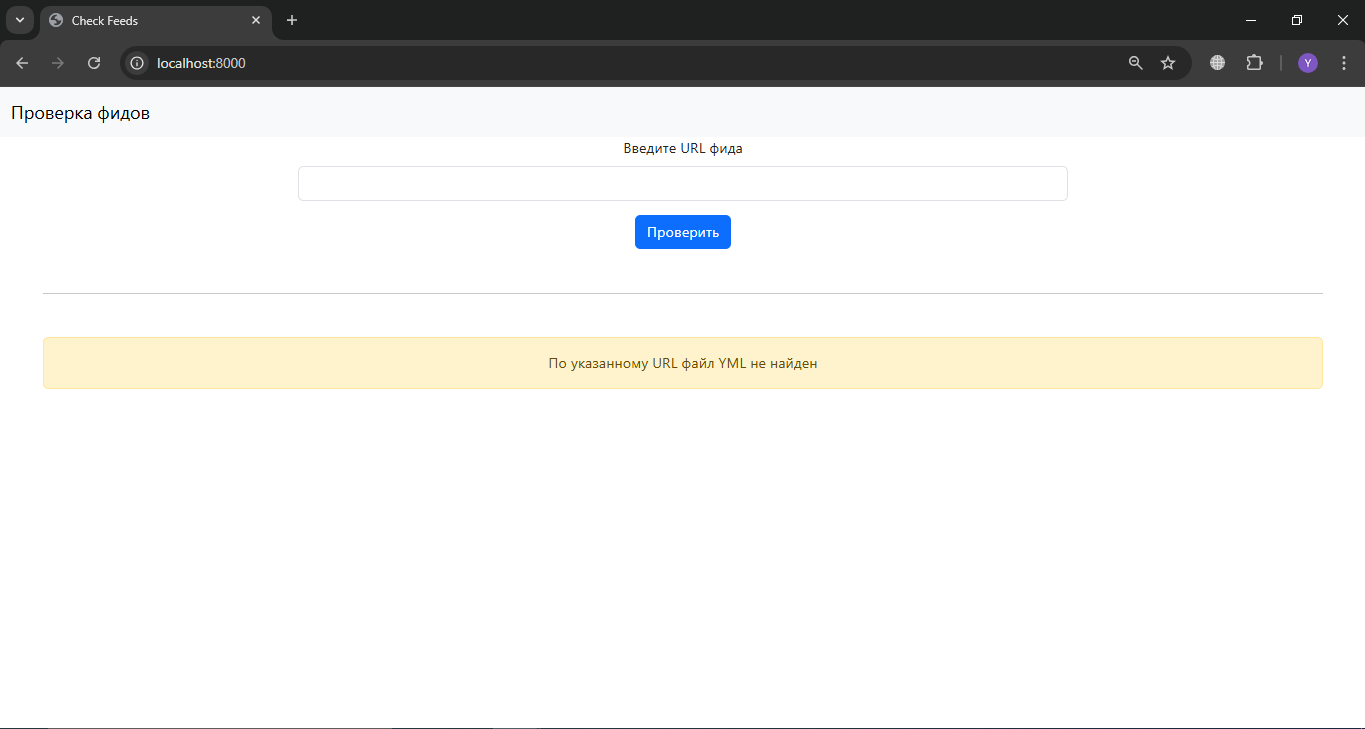 Check Feeds
localhost:8000
Y
Проверка фидов
Введите URL фида
Проверить
По указанному URL файл YML не найден